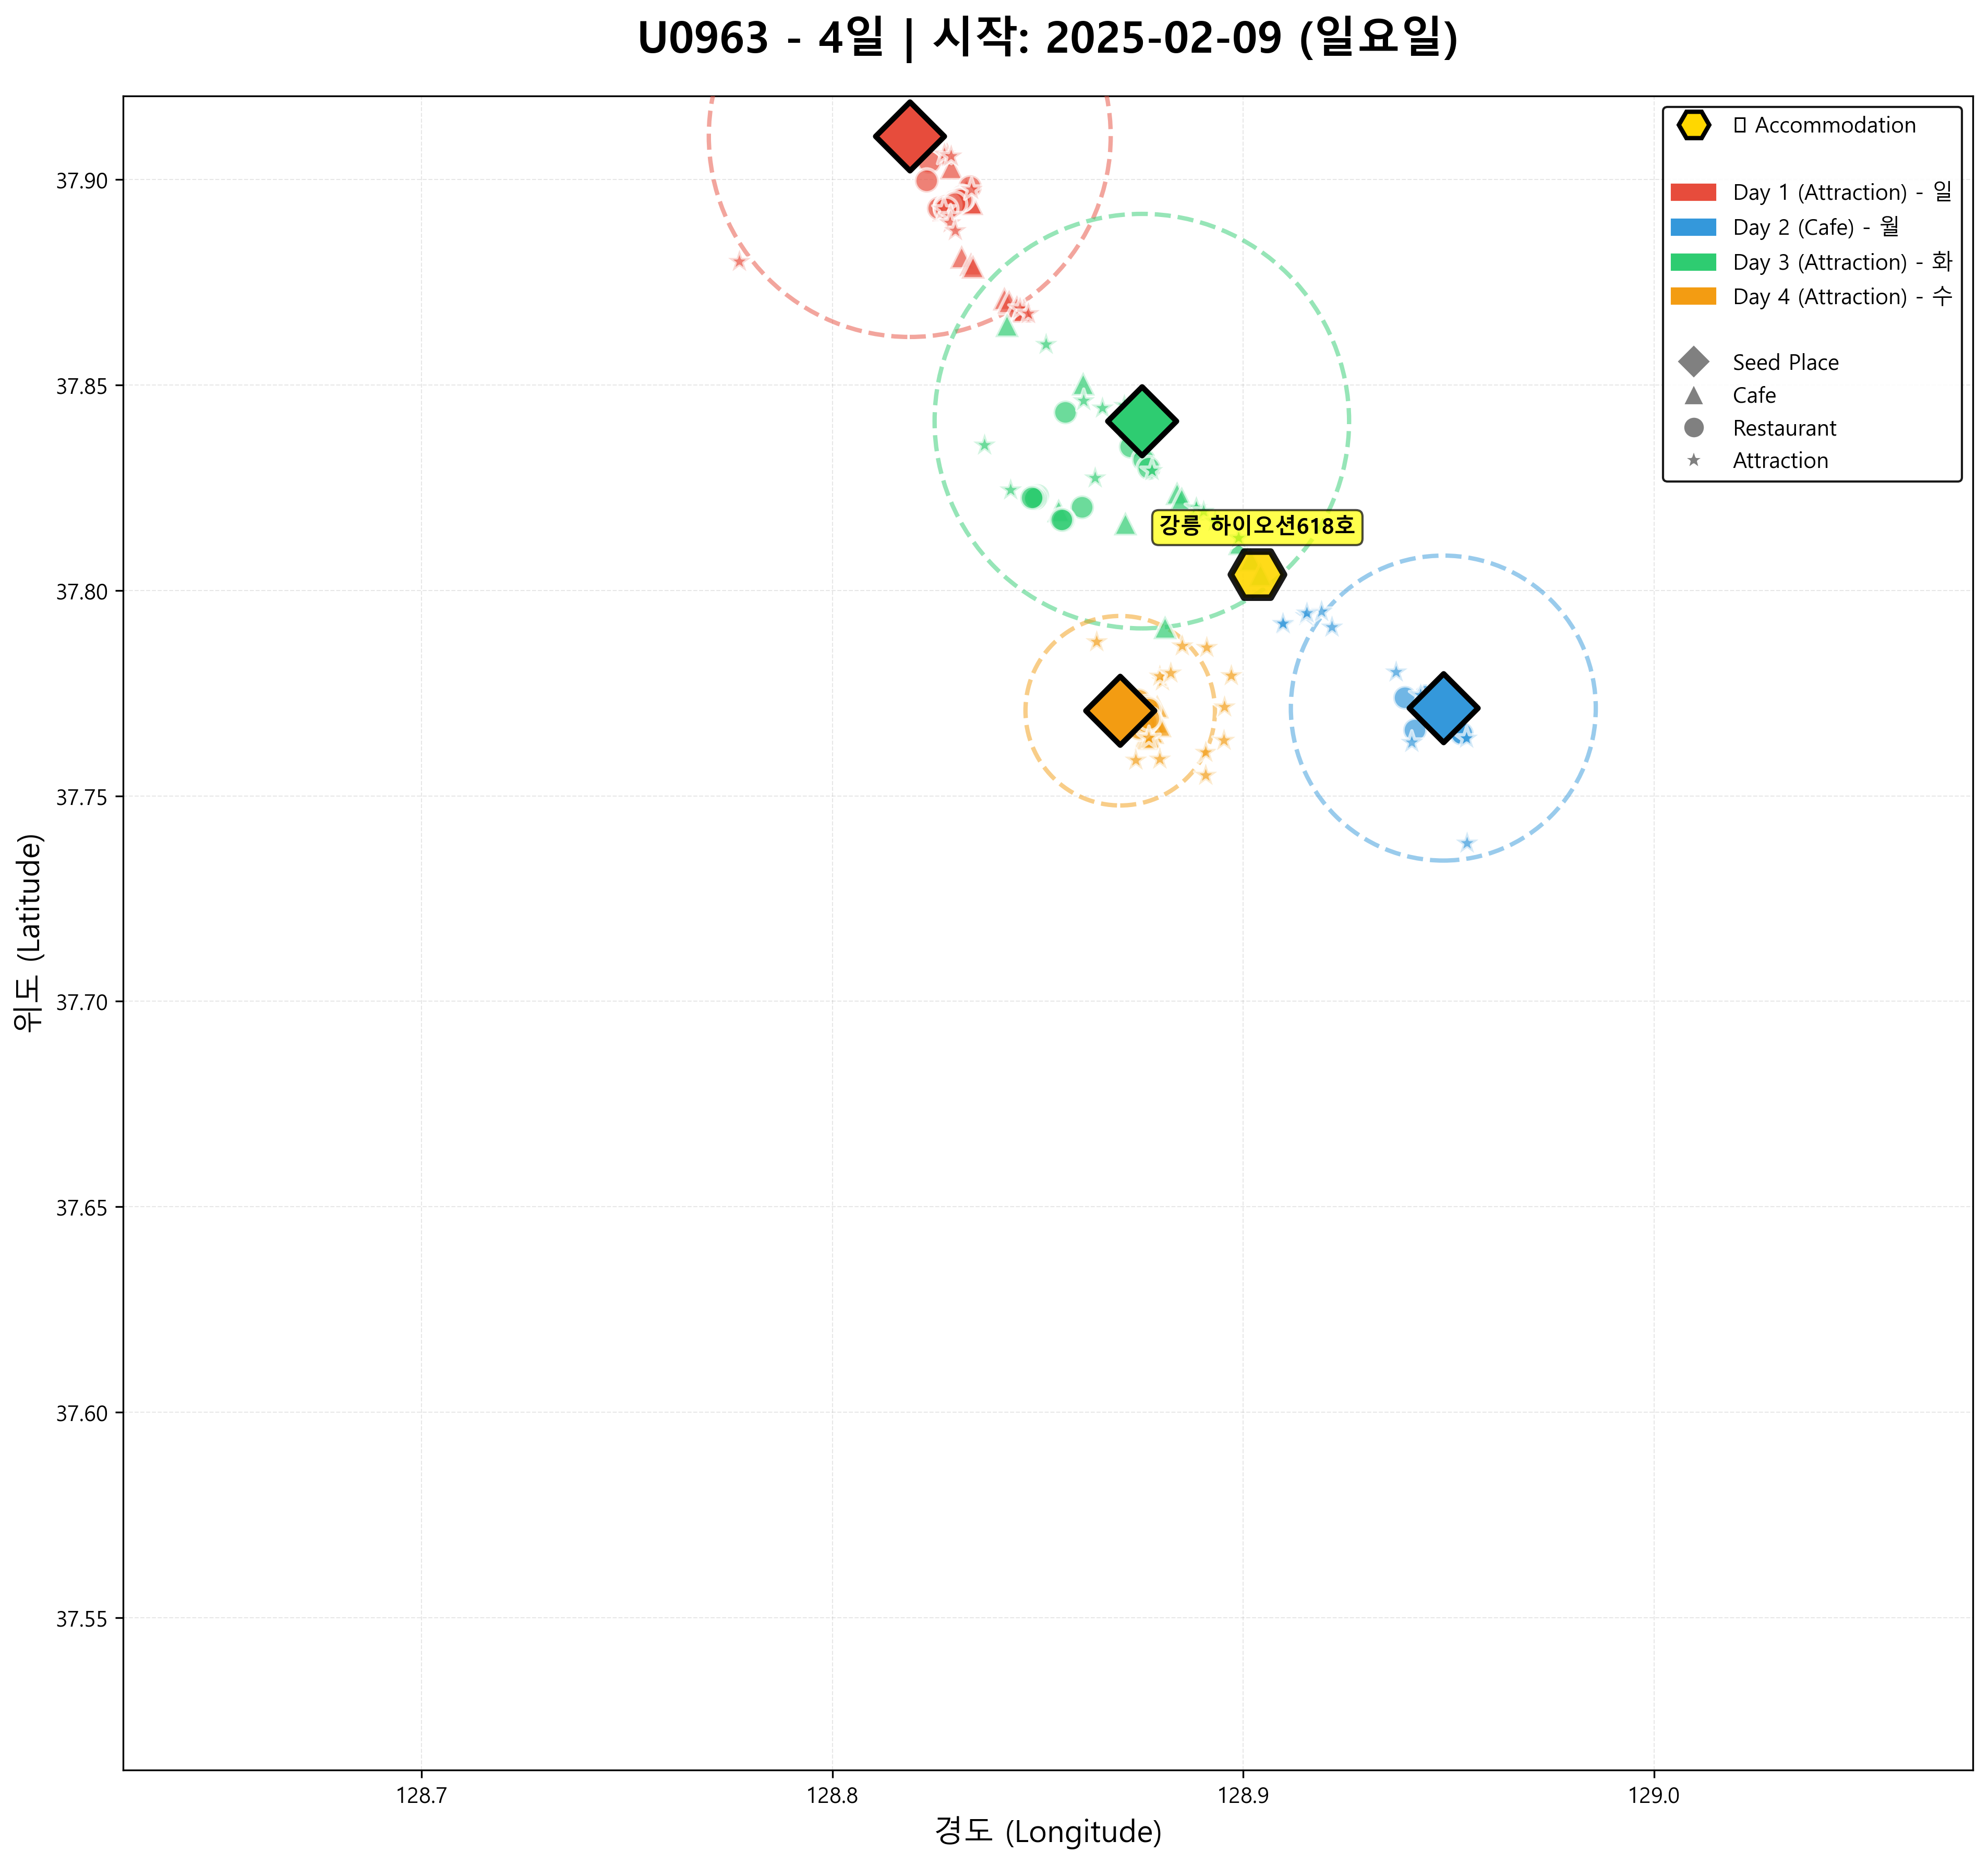 U0963 - 4일 | 시작: 2025-02-09 (일요일)
Accommodation
Day 1 (Attraction) - 일
Day 2 (Cafe) - 월
Day 3 (Attraction) - 화
Day 4 (Attraction) - 수
Seed Place
Cafe
Restaurant
Attraction
강릉 하이오션618호
위도 (Latitude)
37.90
37.85
37.80
37.75
37.70
37.65
37.60
37.55
128.7
128.8
128.9
129.0
경도 (Longitude)